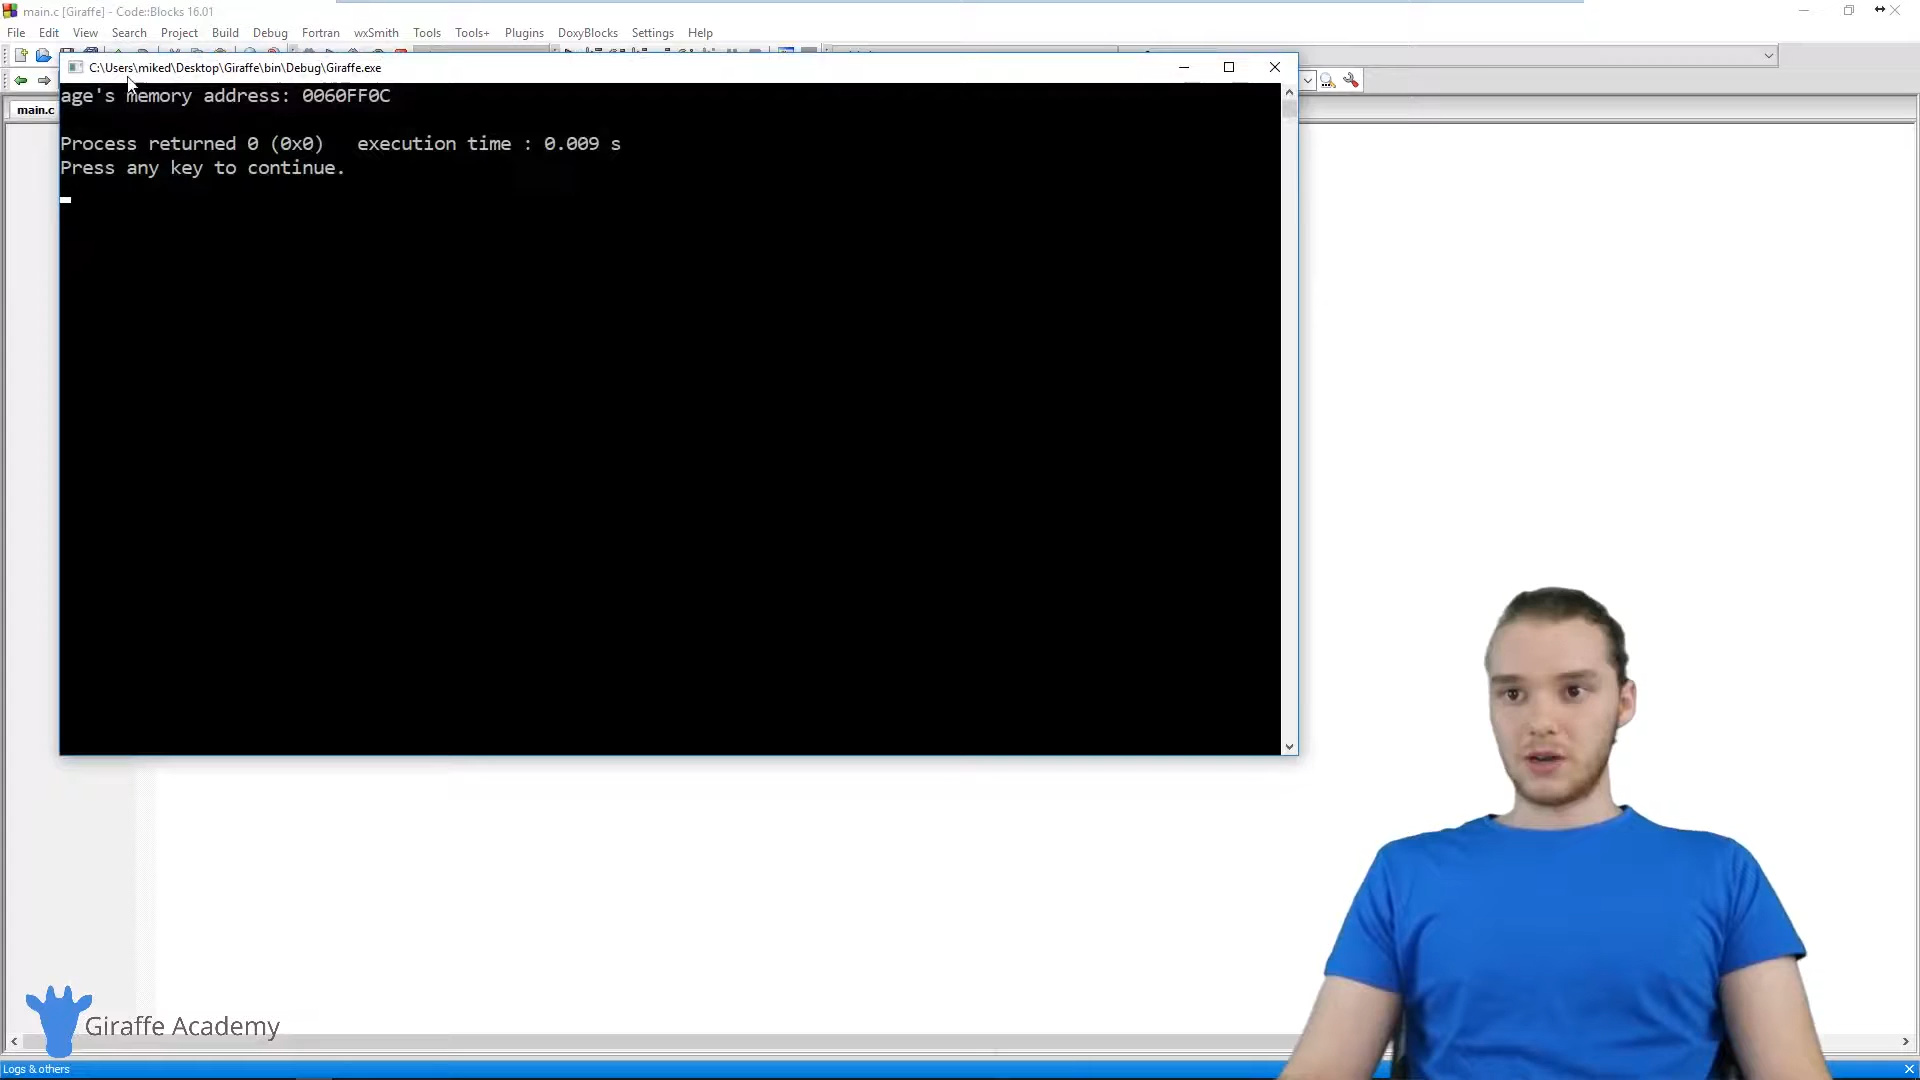 main.c [Giraffe] - Code::Blocks 16.01
File Edit View Search Project Build Debug Fortran wxSmith Tools Tools+ Plugins DoxyBlocks Settings Help
C:\Users\miked\Desktop\Giraffe\bin\Debug\Giraffe.exe
main.c
age's memory address: 0060FF0C
Process returned 0 (0x0)   execution time : 0.009 s
Press any key to continue.
Giraffe Academy
Logs & others